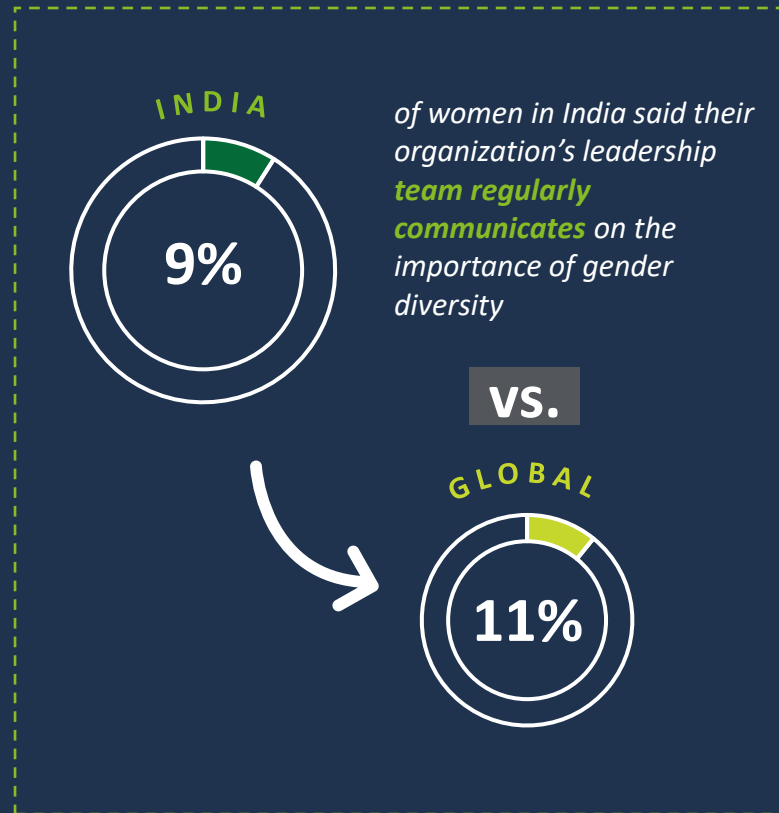 INDIA
9%
of women in India said their
organization’s leadership
team regularly
communicates on the
importance of gender
diversity
vs.
GLOBAL
11%